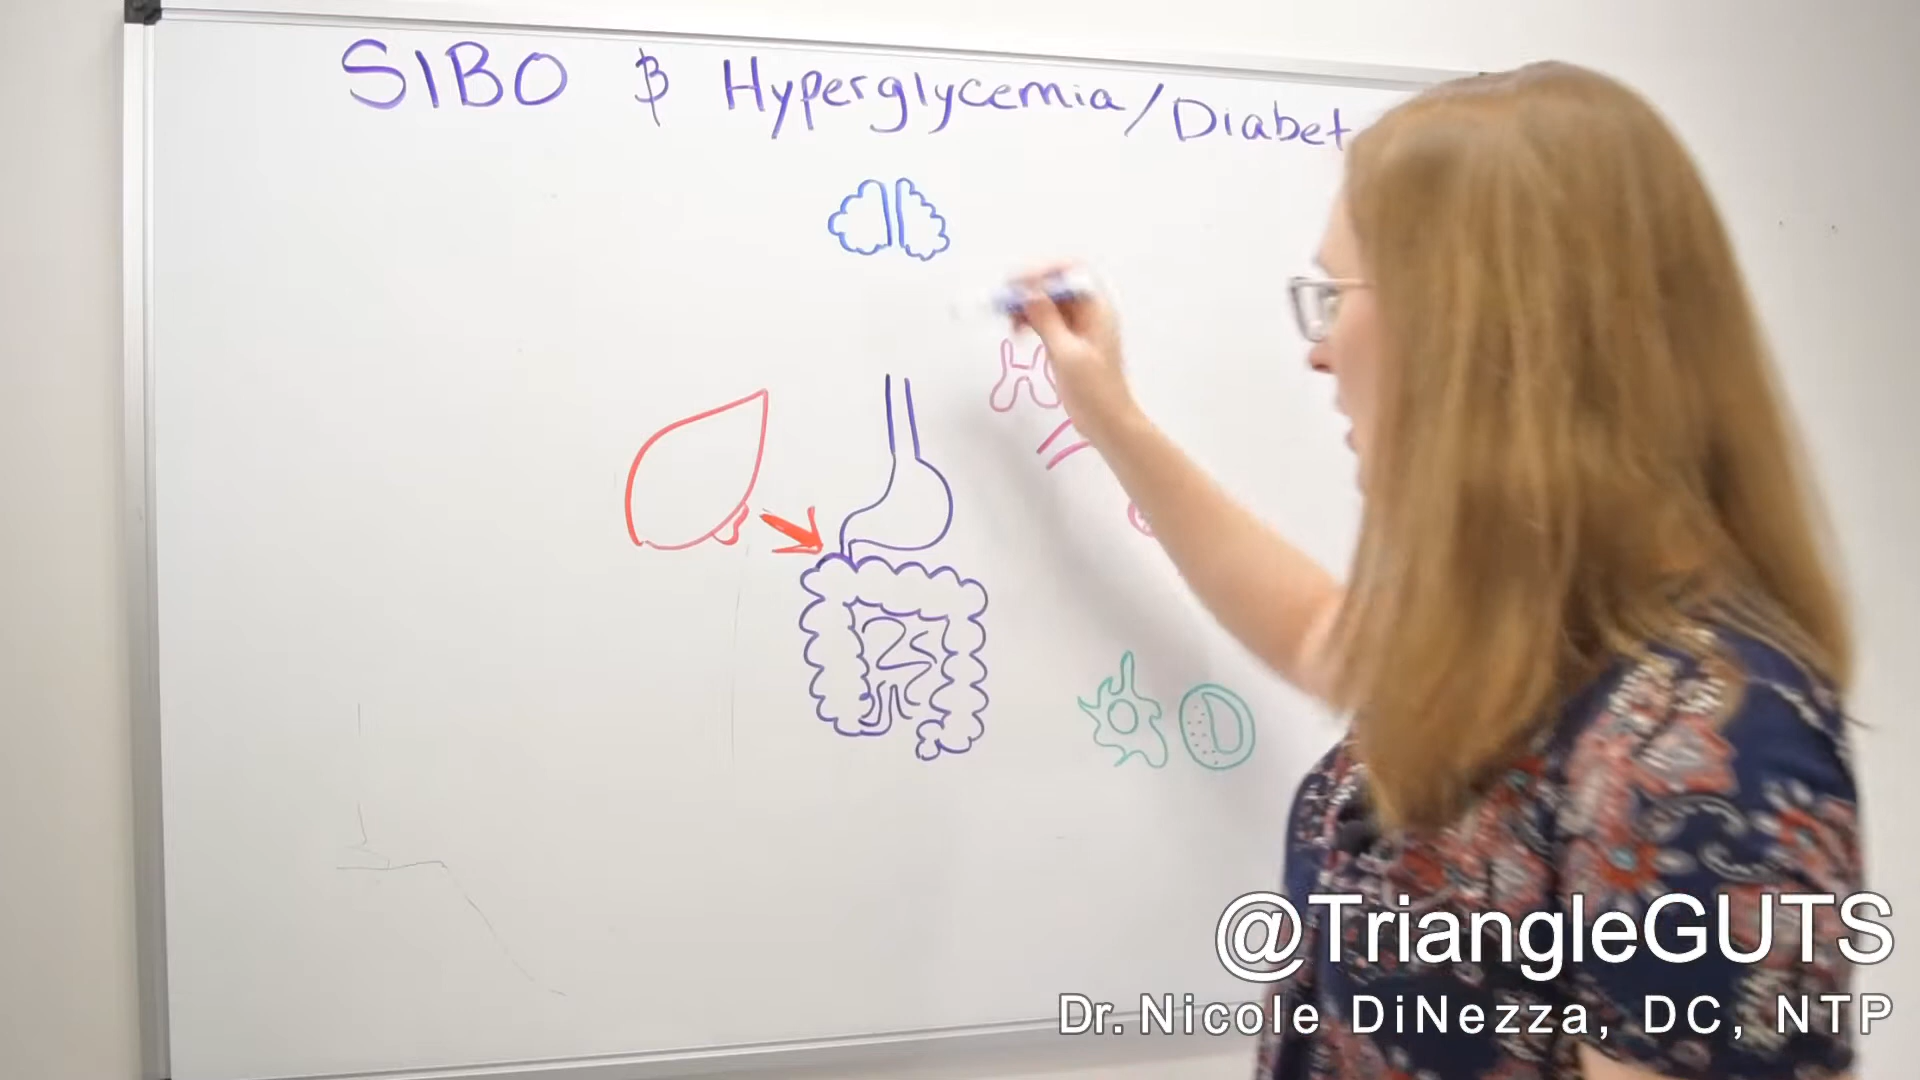 SIBO & Hyperglycemia/Diabet
@TriangleGUTS
Dr. Nicole DiNezza, DC, NTP